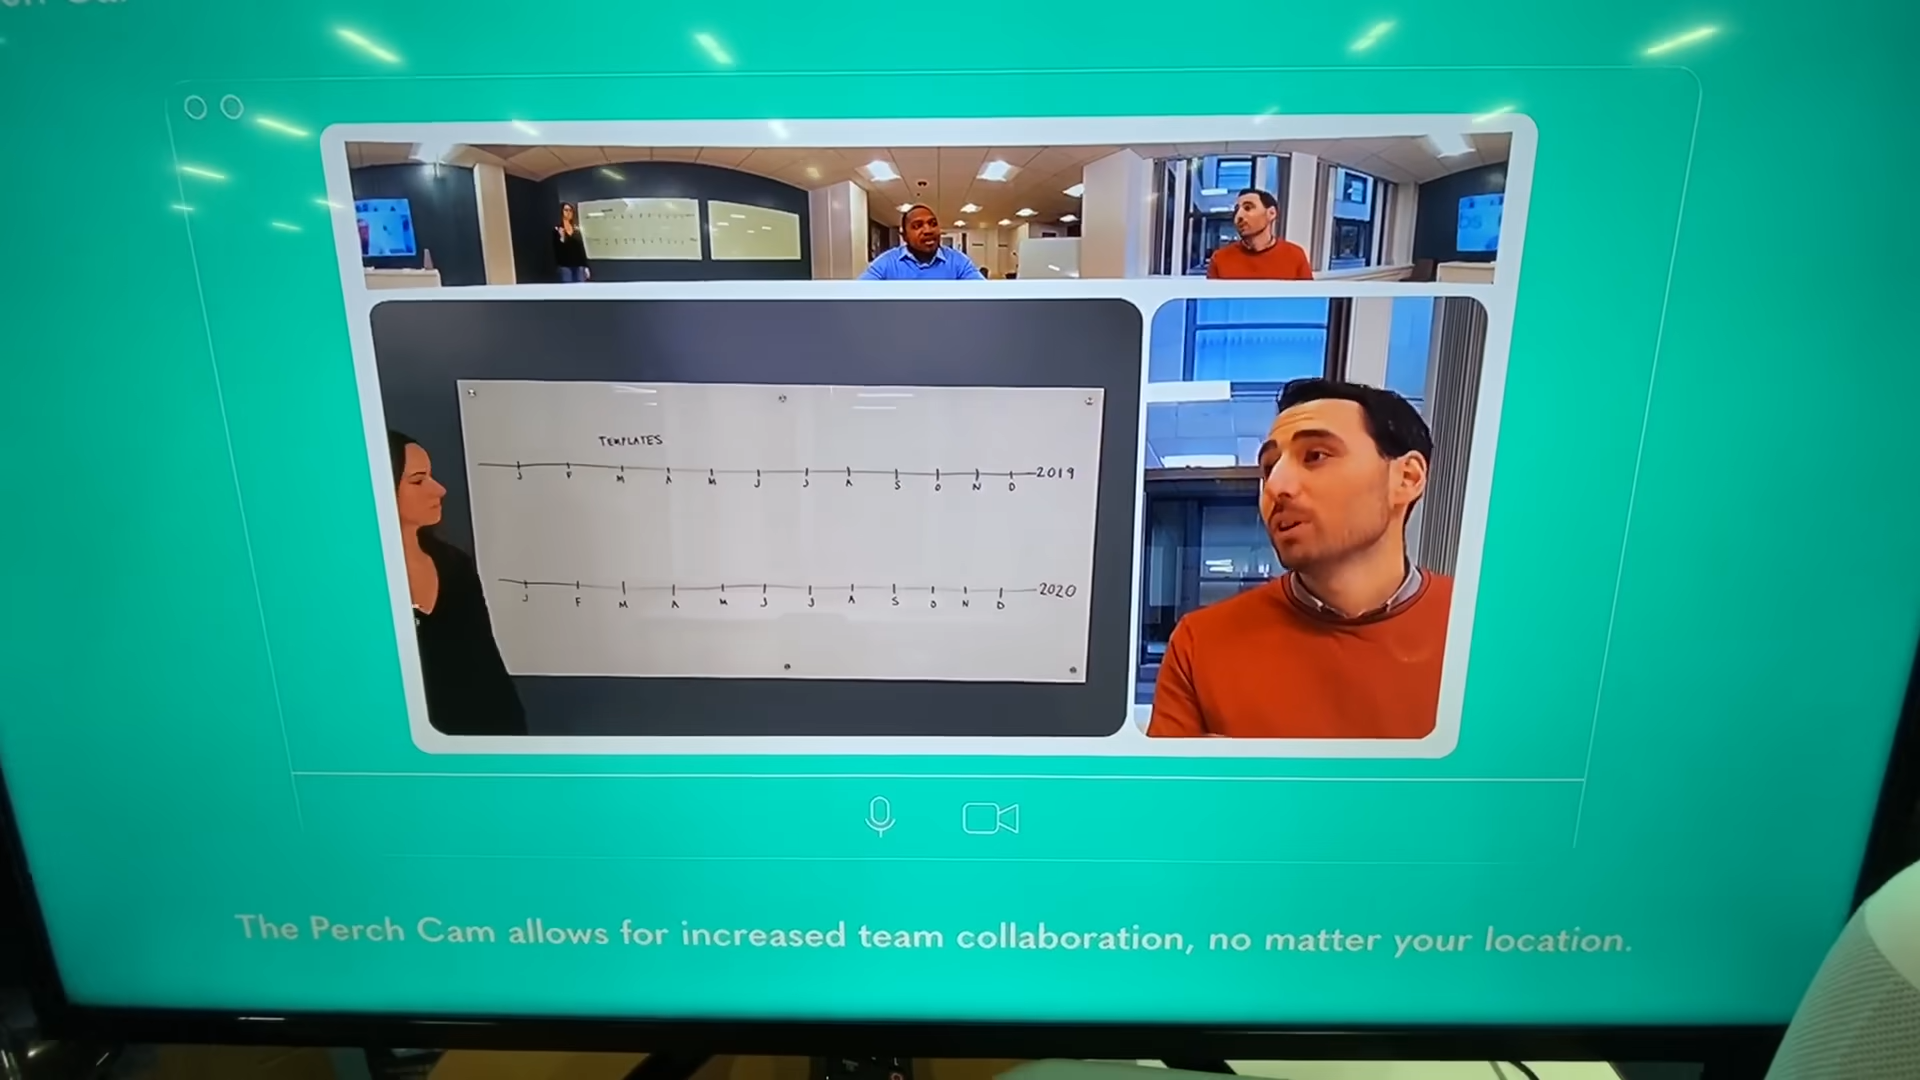 TEMPLATES
J F M A M J J A S O N D 2019
J F M A M J J A S O N D 2020
The Perch Cam allows for increased team collaboration, no matter your location.